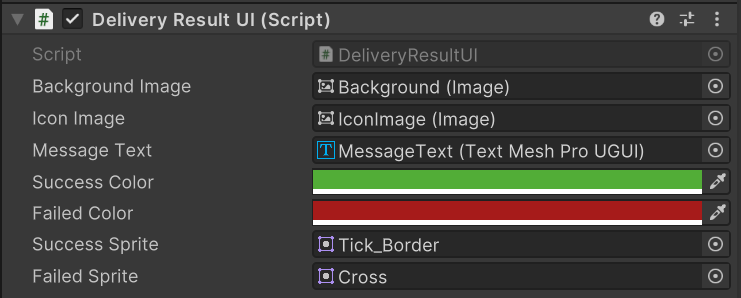 Delivery Result UI (Script)
Script DeliveryResultUI
Background Image Background (Image)
Icon Image IconImage (Image)
Message Text MessageText (Text Mesh Pro UGUI)
Success Color
Failed Color
Success Sprite Tick_Border
Failed Sprite Cross